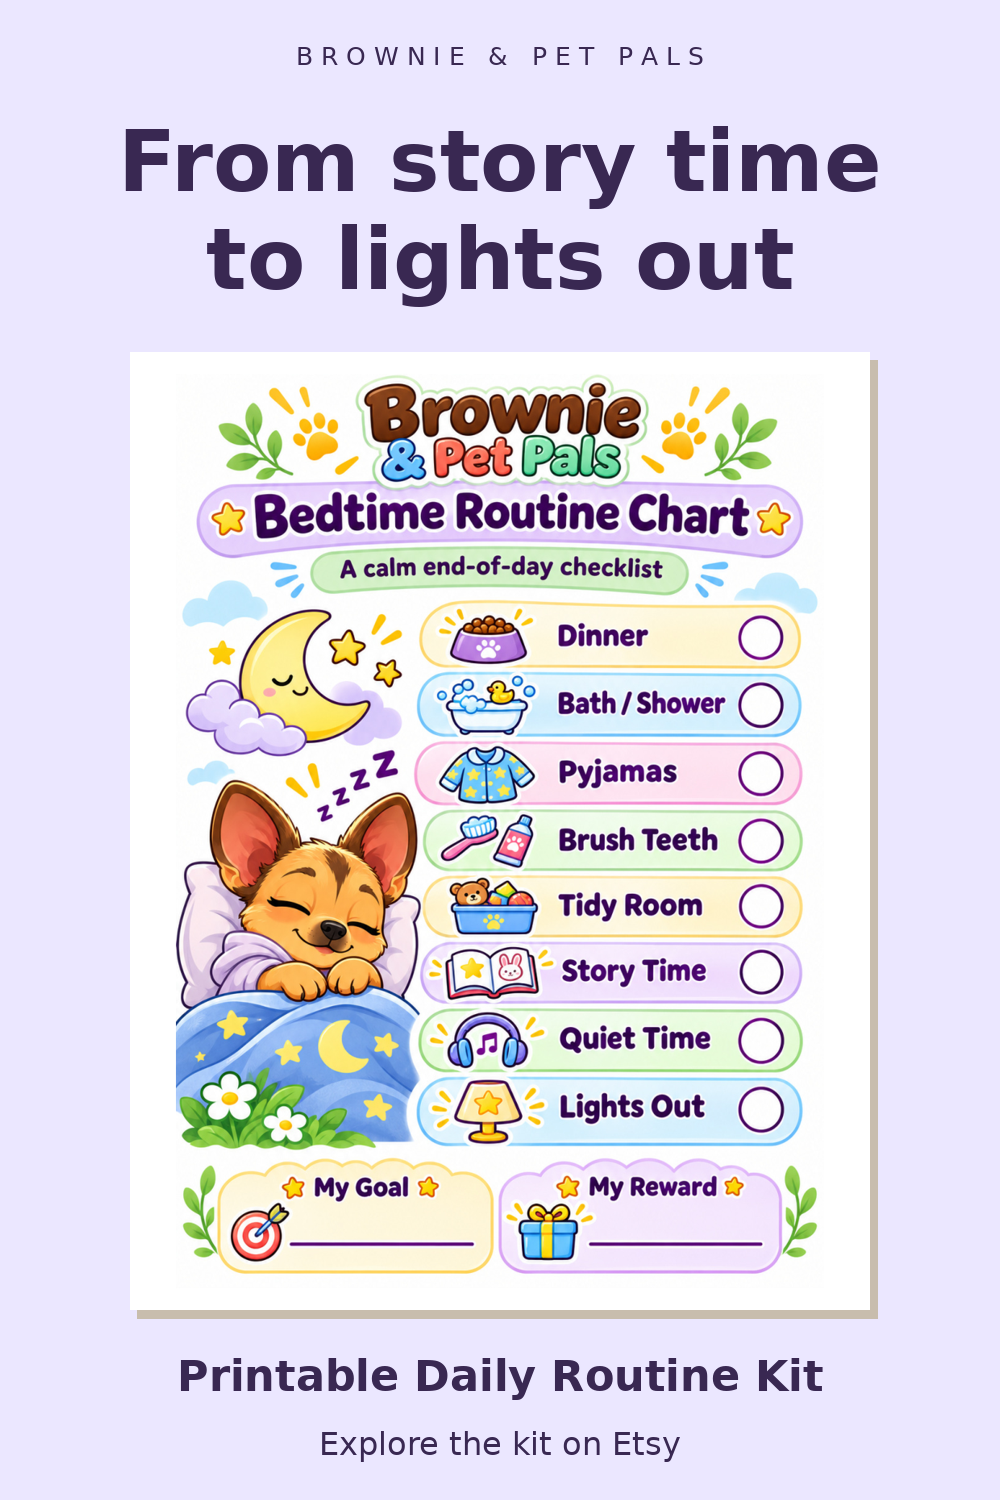 BROWNIE & PET PALS
From story time
to lights out
Brownie
& Pet Pals
Bedtime Routine Chart
A calm end-of-day checklist
Dinner
Bath / Shower
Pyjamas
zzzz
Brush Teeth
Tidy Room
Story Time
Quiet Time
Lights Out
My Goal
My Reward
Printable Daily Routine Kit
Explore the kit on Etsy